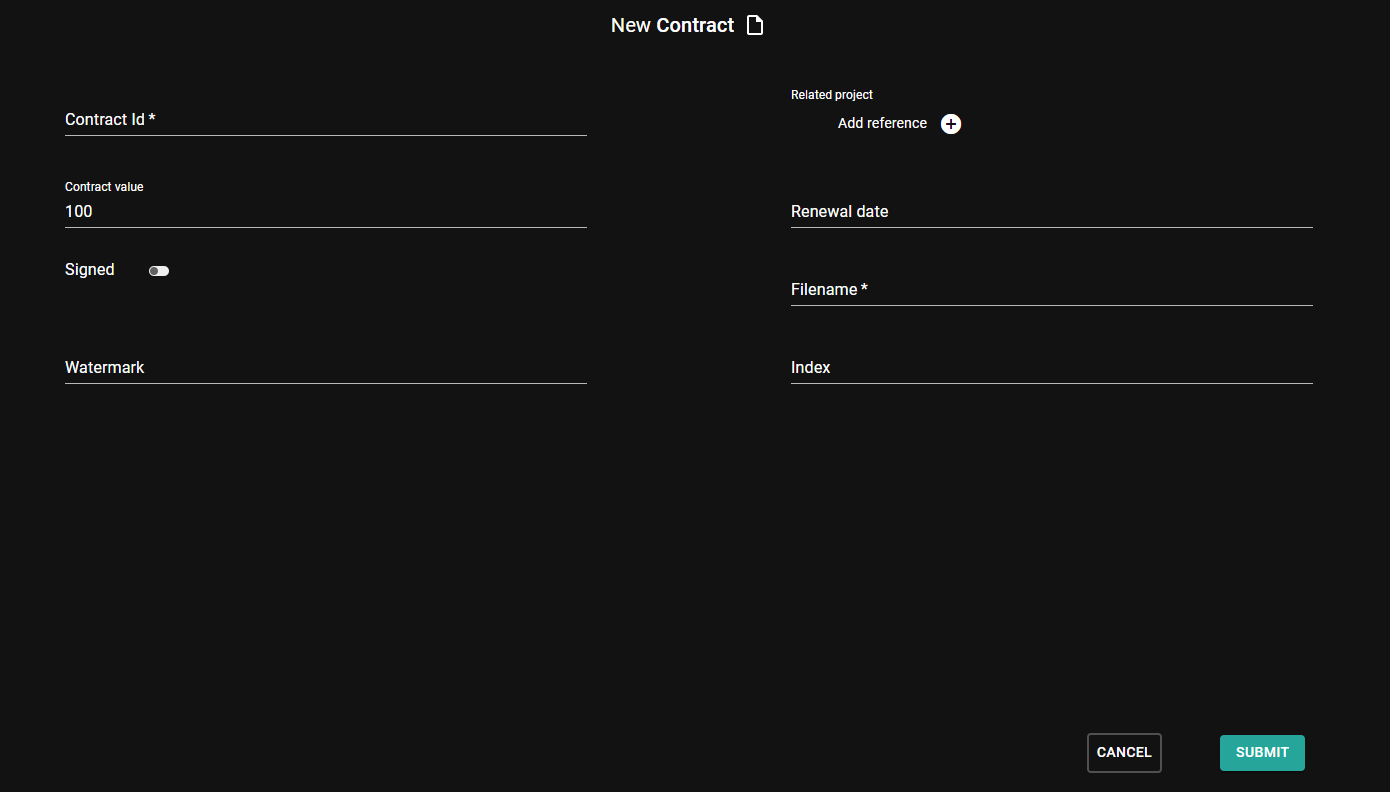 New Contract
Contract Id *
Related project
Add reference
Contract value
100
Renewal date
Signed
Filename *
Watermark
Index
CANCEL
SUBMIT